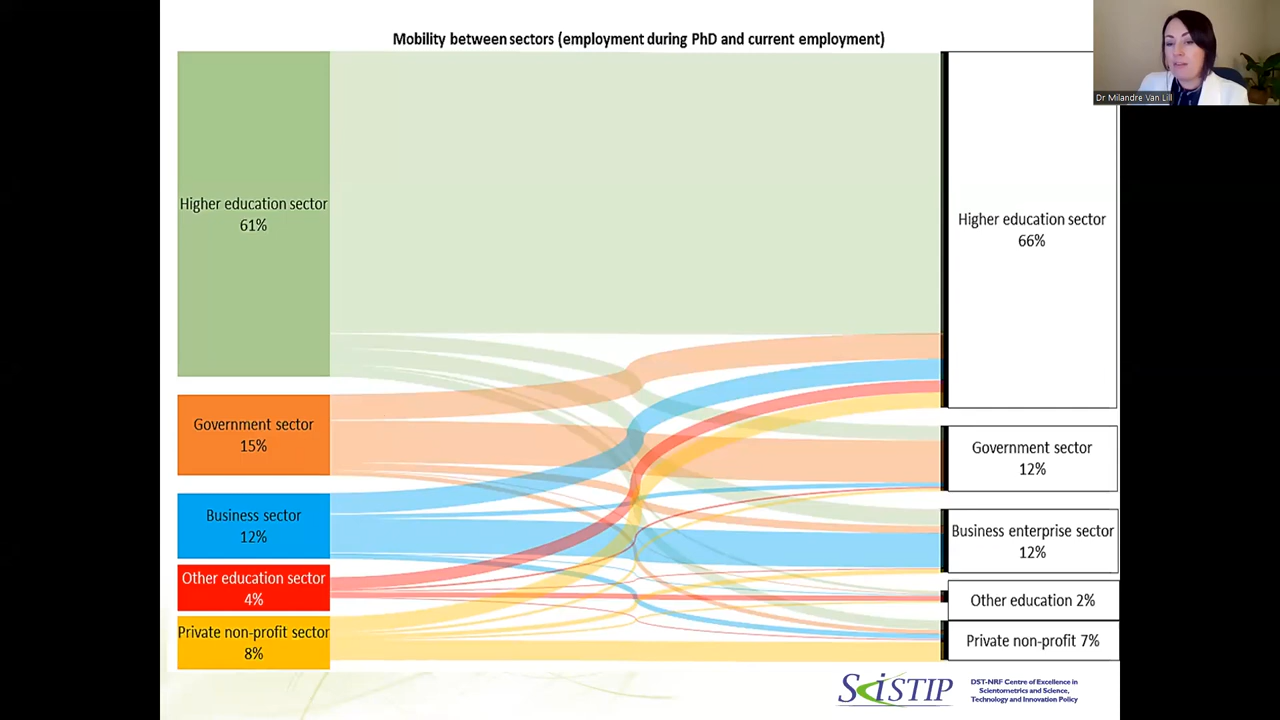 Mobility between sectors (employment during PhD and current employment)
Higher education sector
61%
Government sector
15%
Business sector
12%
Other education sector
4%
Private non-profit sector
8%
Higher education sector
66%
Government sector
12%
Business enterprise sector
12%
Other education 2%
Private non-profit 7%
Dr Milandre Van Lill
SciSTIP
DST-NRF Centre of Excellence in
Scientometrics and Science,
Technology and Innovation Policy